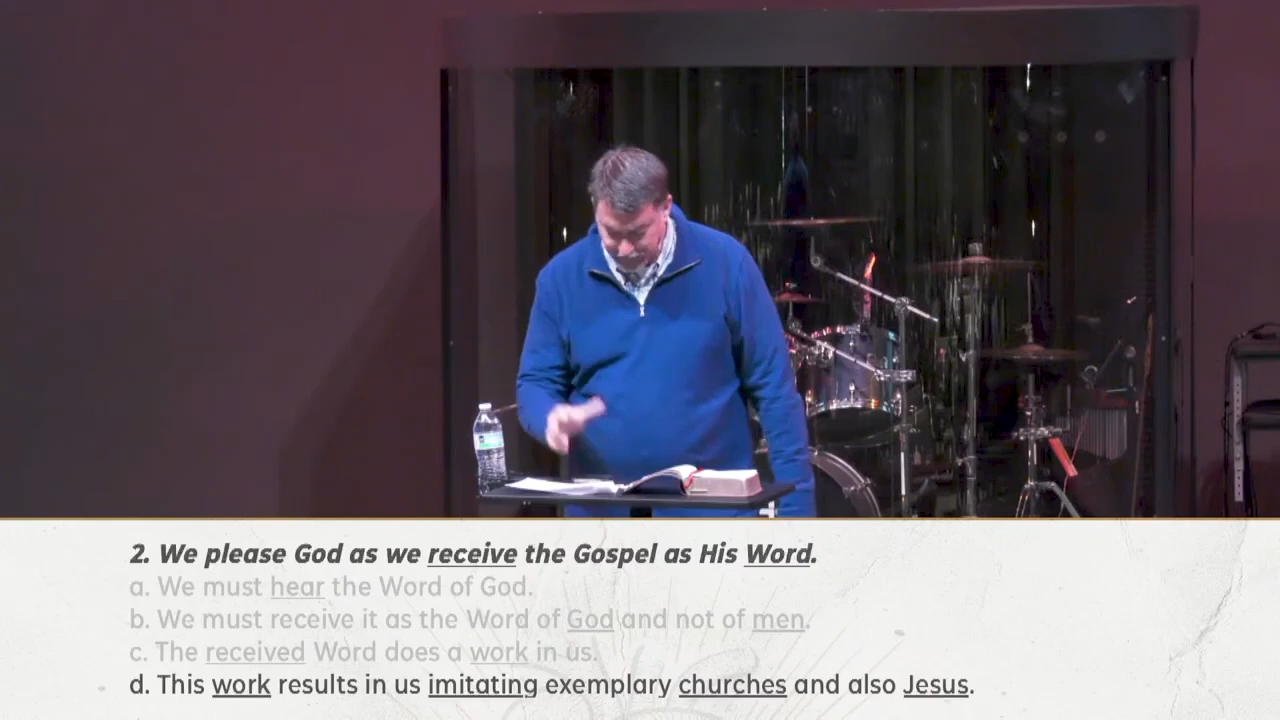 2. We please God as we receive the Gospel as His Word.
a. We must hear the Word of God.
b. We must receive it as the Word of God and not of men.
c. The received Word does a work in us.
d. This work results in us imitating exemplary churches and also Jesus.